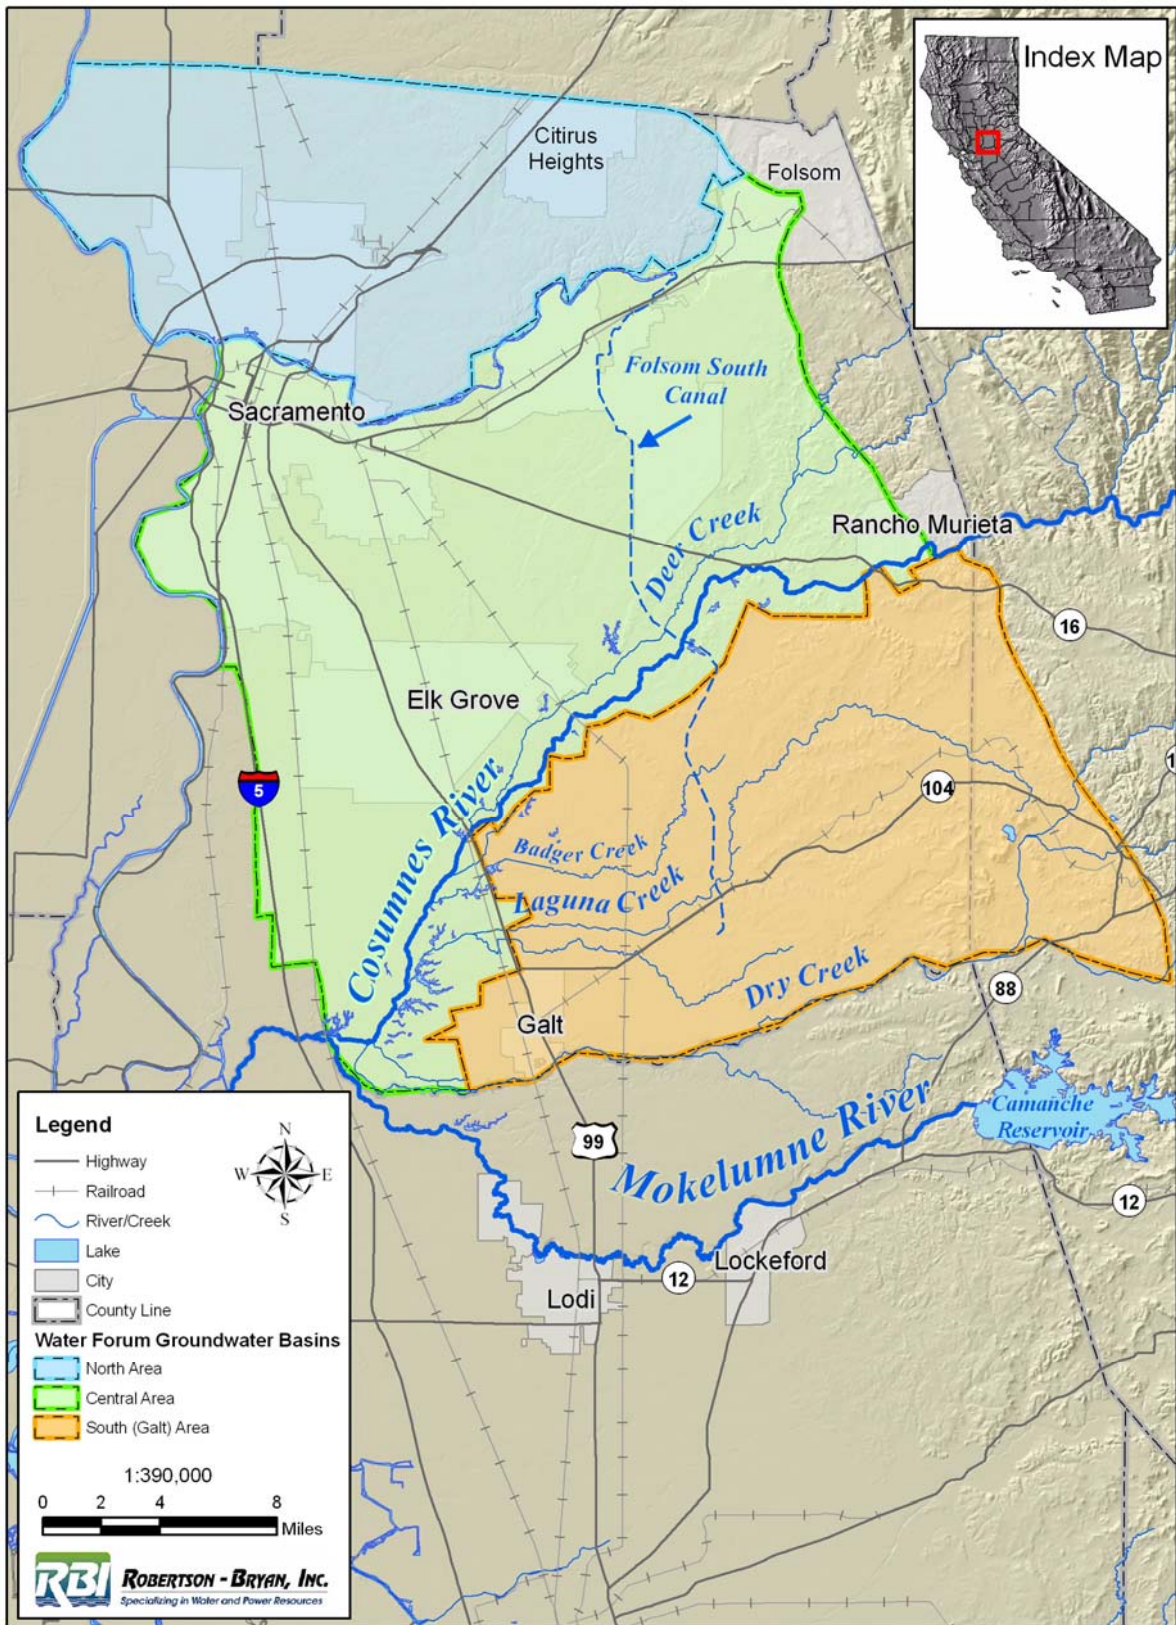 Index Map
Citirus
Heights
Folsom
Folsom South
Canal
Sacramento
Deer Creek
Rancho Murieta
16
Elk Grove
5
Cosumnes River
104
Badger Creek
Laguna Creek
Dry Creek
88
Galt
Camanche
Reservoir
Mokelumne River
99
12
12
Lockeford
Lodi
Legend
N
W
E
S
Highway
Railroad
River/Creek
Lake
City
County Line
Water Forum Groundwater Basins
North Area
Central Area
South (Galt) Area
1:390,000
0 2 4 8
Miles
RBI
ROBERTSON - BRYAN, INC.
Specializing in Water and Power Resources